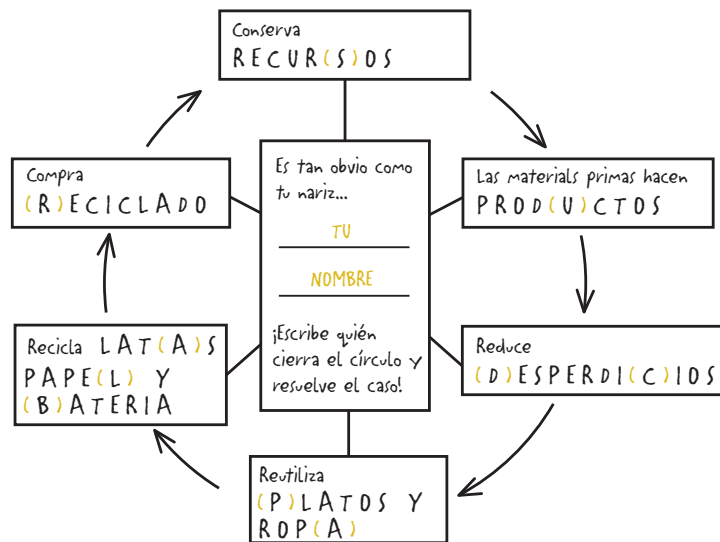 Conserva
RECUR(S)OS
Las materials primas hacen
PROD(U)CTOS
Reduce
(D)ESPERDI(C)IOS
Reutiliza
(P)LATOS Y
ROP(A)
Recicla LAT(A)S
PAPE(L) Y
(B)ATERIA
Compra
(R)ECICLADO
Es tan obvio como
tu nariz...
TU
NOMBRE
¡Escribe quién
cierra el círculo y
resuelve el caso!